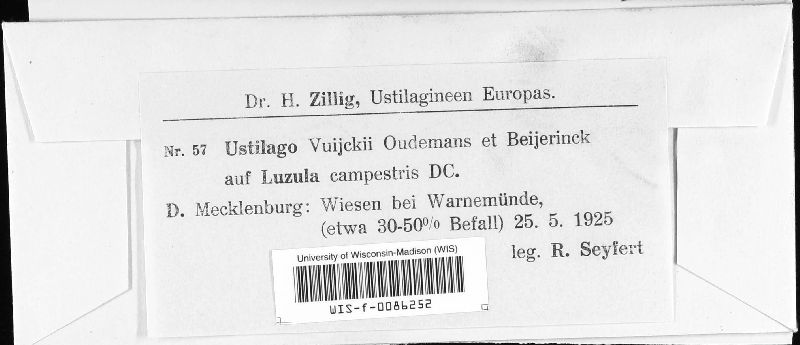 Dr. H. Zillig, Ustilagineen Europas.
Nr. 57 Ustilago Vuijckii Oudemans et Beijerinck
auf Luzula campestris DC.
D. Mecklenburg: Wiesen bei Warnemünde,
(etwa 30-50% Befall) 25. 5. 1925
leg. R. Seyfert
University of Wisconsin-Madison (WIS)
WIS-f-0086252